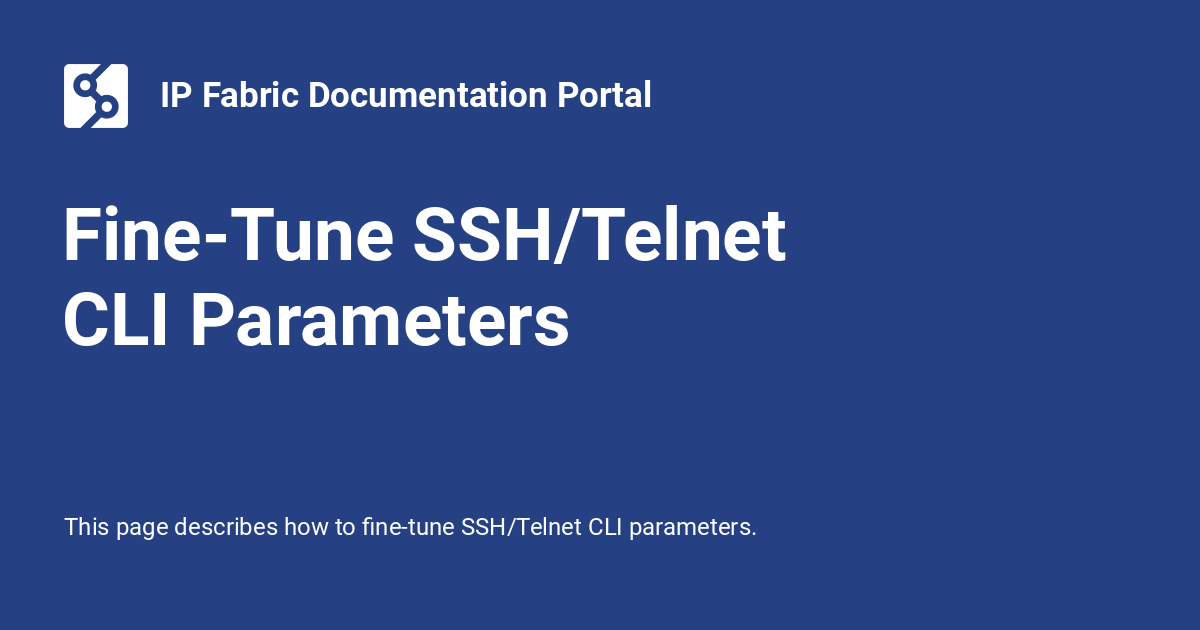 IP Fabric Documentation Portal
Fine-Tune SSH/Telnet
CLI Parameters
This page describes how to fine-tune SSH/Telnet CLI parameters.